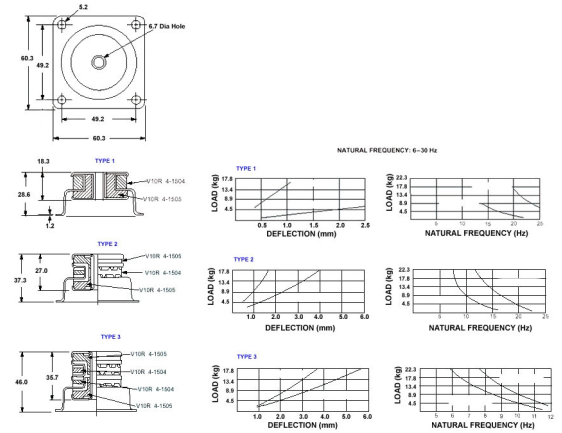 5.2
6.7 Dia Hole
60.3
49.2
49.2
60.3
NATURAL FREQUENCY: 6–30 Hz
TYPE 1
18.3
28.6
1.2
V10R 4-1504
V10R 4-1505
TYPE 1
LOAD (kg)
17.8
13.4
8.9
4.5
0.5 1.0 1.5 2.0 2.5
DEFLECTION (mm)
LOAD (kg)
22.3
17.8
13.4
8.9
4.5
5 10 15 20 25
NATURAL FREQUENCY (Hz)
TYPE 2
27.0
37.3
V10R 4-1505
V10R 4-1504
V10R 4-1505
TYPE 2
LOAD (kg)
17.8
13.4
8.9
4.5
1.0 2.0 3.0 4.0 5.0 6.0
DEFLECTION (mm)
LOAD (kg)
22.3
17.8
13.4
8.9
4.5
5 10 15 20 25
NATURAL FREQUENCY (Hz)
TYPE 3
46.0
35.7
V10R 4-1505
V10R 4-1504
V10R 4-1504
V10R 4-1505
TYPE 3
LOAD (kg)
17.8
13.4
8.9
4.5
1.0 2.0 3.0 4.0 5.0 6.0
DEFLECTION (mm)
LOAD (kg)
22.3
17.8
13.4
8.9
4.5
5 6 7 8 9 10 11 12
NATURAL FREQUENCY (Hz)